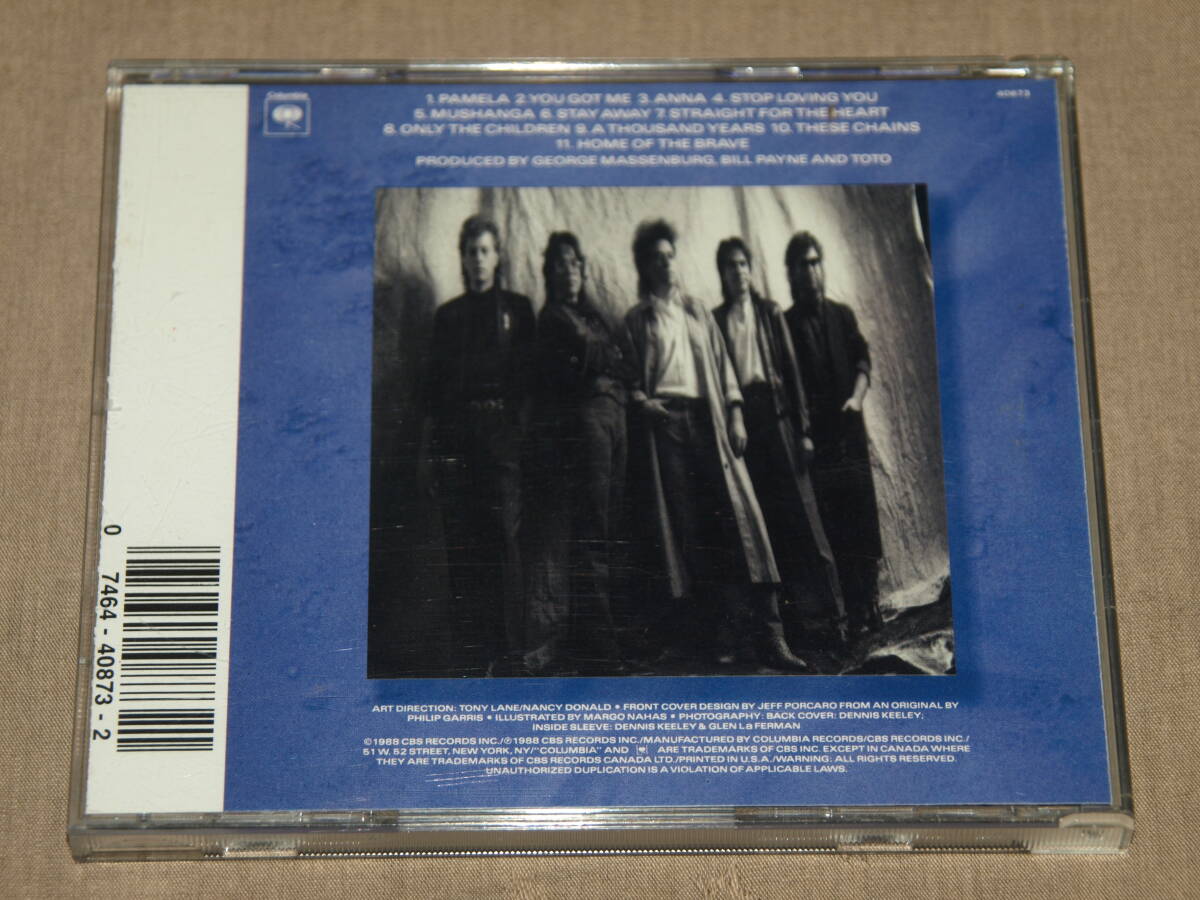 Columbia
40873
1. PAMELA 2. YOU GOT ME 3. ANNA 4. STOP LOVING YOU
5. MUSHANGA 6. STAY AWAY 7. STRAIGHT FOR THE HEART
8. ONLY THE CHILDREN 9. A THOUSAND YEARS 10. THESE CHAINS
11. HOME OF THE BRAVE
PRODUCED BY GEORGE MASSENBURG, BILL PAYNE AND TOTO
0 7464-40873-2
ART DIRECTION: TONY LANE/NANCY DONALD • FRONT COVER DESIGN BY JEFF PORCARO FROM AN ORIGINAL BY
PHILIP GARRIS • ILLUSTRATED BY MARGO NAHAS • PHOTOGRAPHY: BACK COVER: DENNIS KEELEY;
INSIDE SLEEVE: DENNIS KEELEY & GLEN La FERMAN
©1988 CBS RECORDS INC./℗1988 CBS RECORDS INC./MANUFACTURED BY COLUMBIA RECORDS/CBS RECORDS INC./
51 W. 52 STREET, NEW YORK, NY/"COLUMBIA" AND ARE TRADEMARKS OF CBS INC. EXCEPT IN CANADA WHERE
THEY ARE TRADEMARKS OF CBS RECORDS CANADA LTD./PRINTED IN U.S.A./WARNING: ALL RIGHTS RESERVED.
UNAUTHORIZED DUPLICATION IS A VIOLATION OF APPLICABLE LAWS.